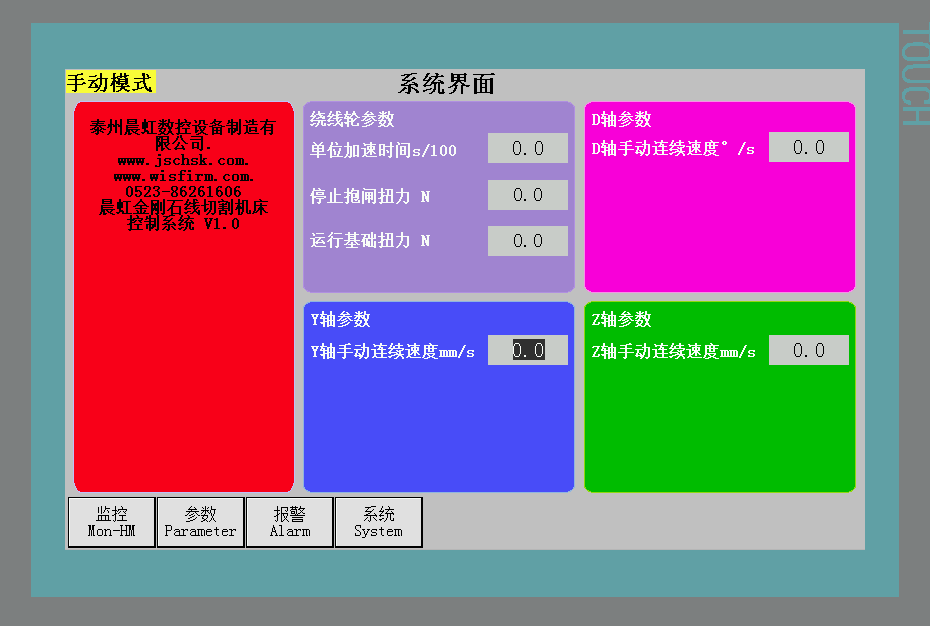 手动模式
系统界面
泰州晨虹数控设备制造有
限公司.
www.jschsk.com.
www.wisfirm.com.
0523-86261606
晨虹金刚石线切割机床
控制系统 V1.0
绕线轮参数
单位加速时间s/100 0.0
停止抱闸扭力 N 0.0
运行基础扭力 N 0.0
D轴参数
D轴手动连续速度°/s 0.0
Y轴参数
Y轴手动连续速度mm/s 0.0
Z轴参数
Z轴手动连续速度mm/s 0.0
监控
Mon-HM
参数
Parameter
报警
Alarm
系统
System
TOUCH